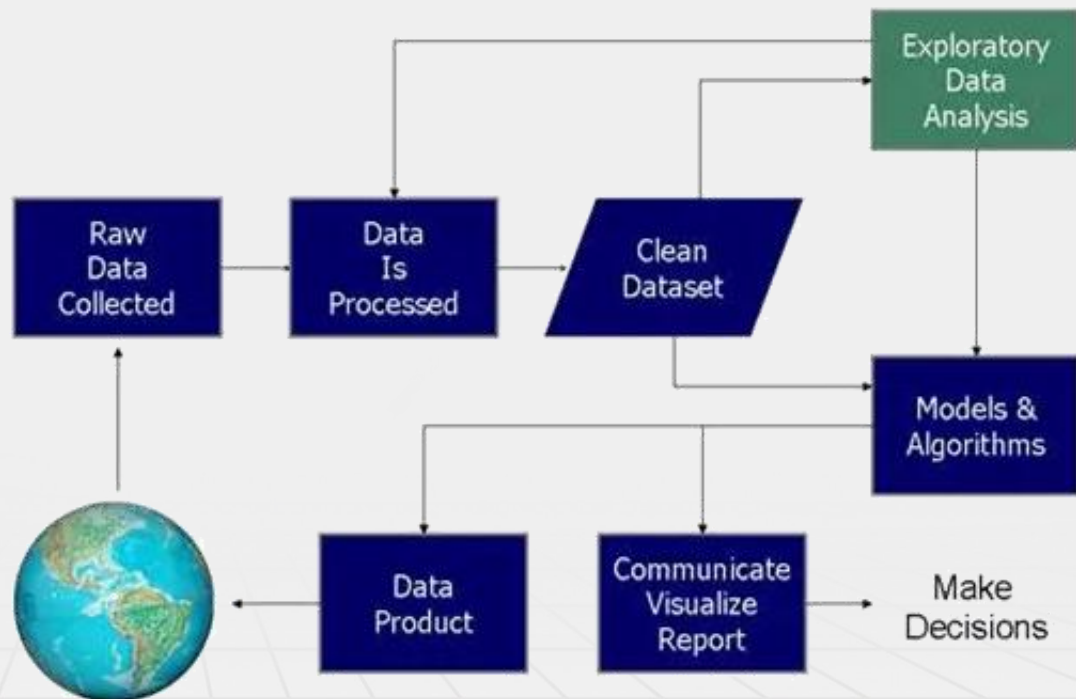 Exploratory
Data
Analysis
Raw
Data
Collected
Data
Is
Processed
Clean
Dataset
Models &
Algorithms
Data
Product
Communicate
Visualize
Report
Make
Decisions